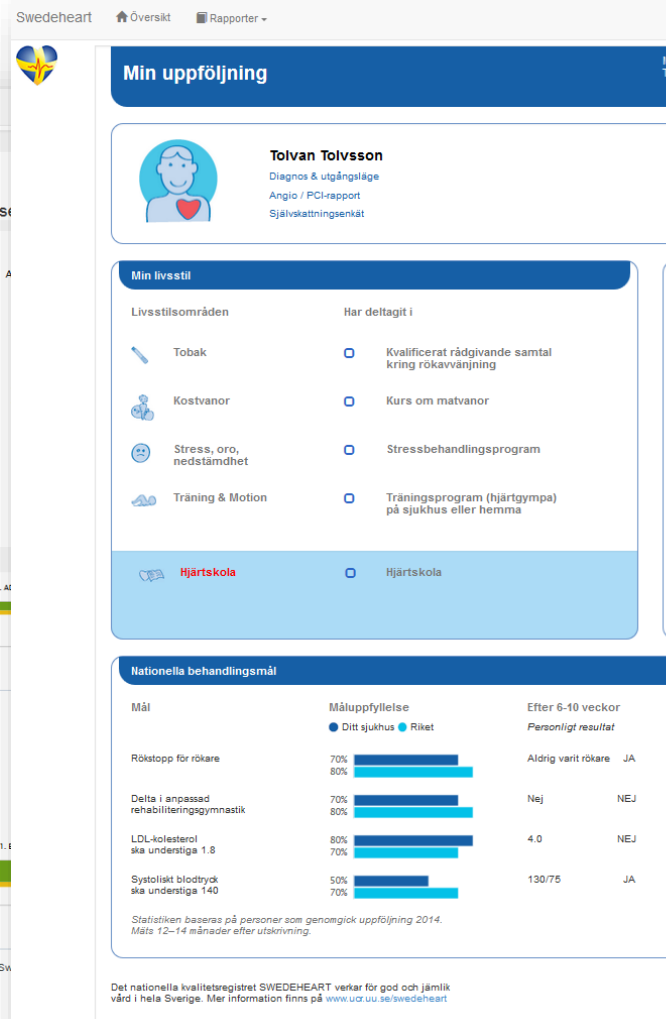 Swedeheart
Översikt
Rapporter
Min uppföljning
Tolvan Tolvsson
Diagnos & utgångsläge
Angio / PCI-rapport
Självskattningsenkät
Min livsstil
Livsstilsområden
Har deltagit i
Tobak
Kvalificerat rådgivande samtal
kring rökavvänjning
Kostvanor
Kurs om matvanor
Stress, oro,
nedstämdhet
Stressbehandlingsprogram
Träning & Motion
Träningsprogram (hjärtgympa)
på sjukhus eller hemma
Hjärtskola
Hjärtskola
Nationella behandlingsmål
Mål
Måluppfyllelse
Efter 6-10 veckor
Ditt sjukhus
Riket
Personligt resultat
Rökstopp för rökare
70%
80%
Aldrig varit rökare
JA
Delta i anpassad
rehabiliteringsgymnastik
70%
80%
Nej
NEJ
LDL-kolesterol
ska understiga 1.8
80%
70%
4.0
NEJ
Systoliskt blodtryck
ska understiga 140
50%
70%
130/75
JA
Statistiken baseras på personer som genomgick uppföljning 2014.
Mäts 12–14 månader efter utskrivning.
Det nationella kvalitetsregistret SWEDEHEART verkar för god och jämlik
vård i hela Sverige. Mer information finns på www.ucr.uu.se/swedeheart